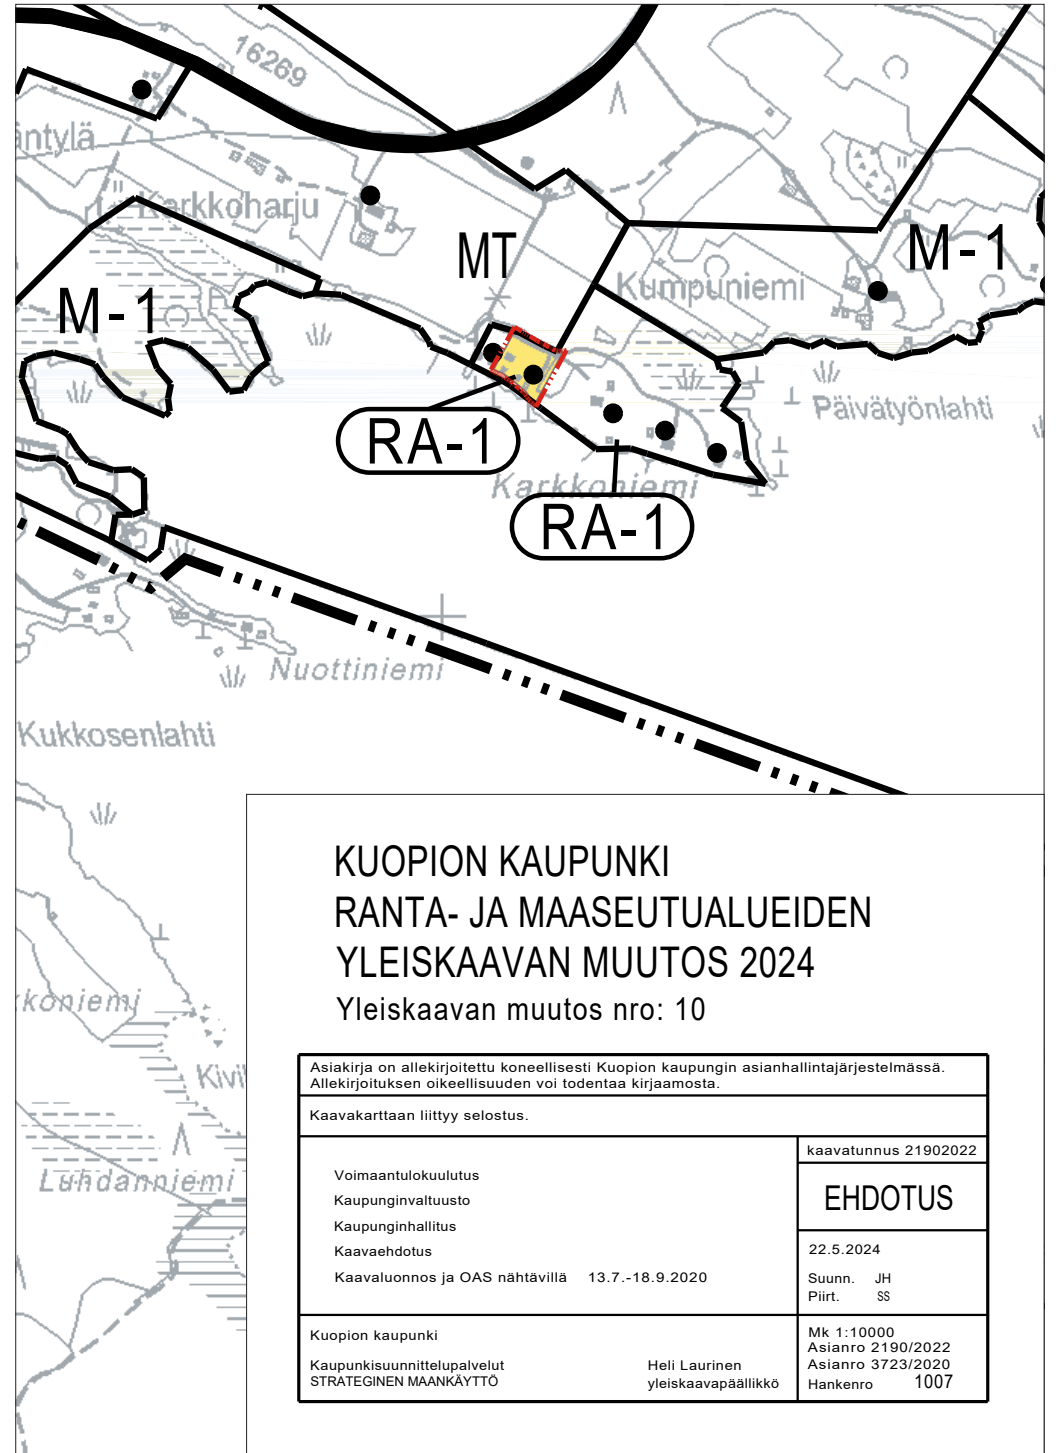 16269
Karkkoharju
MT
M-1
M-1
Kumpuniemi
Päivätyönlahti
RA-1
Karkkoniemi
RA-1
Nuottiniemi
Kukkosenlahti
Luhdanniemi
KUOPION KAUPUNKI
RANTA- JA MAASEUTUALUEIDEN
YLEISKAAVAN MUUTOS 2024
Yleiskaavan muutos nro: 10
Asiakirja on allekirjoitettu koneellisesti Kuopion kaupungin asianhallintajärjestelmässä.
Allekirjoituksen oikeellisuuden voi todentaa kirjaamosta.
Kaavakarttaan liittyy selostus.
kaavatunnus 21902022
Voimaantulokuulutus
Kaupunginvaltuusto
Kaupunginhallitus
Kaavaehdotus
Kaavaluonnos ja OAS nähtävillä 13.7.-18.9.2020
EHDOTUS
22.5.2024
Suunn. JH
Piirt. SS
Kuopion kaupunki
Kaupunkisuunnittelupalvelut
STRATEGINEN MAANKÄYTTÖ
Heli Laurinen
yleiskaavapäällikkö
Mk 1:10000
Asianro 2190/2022
Asianro 3723/2020
Hankenro 1007